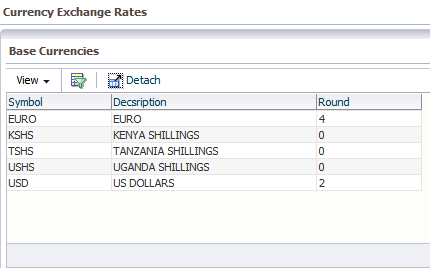 Currency Exchange Rates
Base Currencies
View Detach
Symbol Decsription Round
EURO EURO 4
KSHS KENYA SHILLINGS 0
TSHS TANZANIA SHILLINGS 0
USHS UGANDA SHILLINGS 0
USD US DOLLARS 2